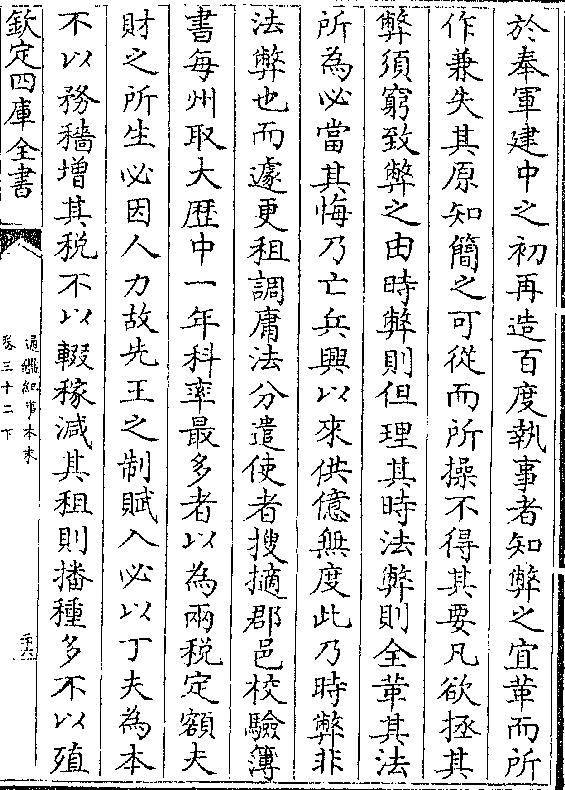 於奉軍建中之初再造百度執事者知弊之宜革而所
作兼失其原知簡之可從而所操不得其要凡欲拯其
弊須窮致弊之由時弊則但理其時法弊則全革其法
所為必當其悔乃亡兵興以來供億無度此乃時弊非
法弊也而遽更租調庸法分遣使者搜擿郡邑校驗簿
書每州取大歴中一年科率最多者以為兩税定額夫
財之所生必因人力故先王之制賦入必以丁夫為本
不以務穡增其税不以輟稼減其租則播種多不以殖
欽定四庫全書
通鑑紀事本末
卷三十二下
三十六